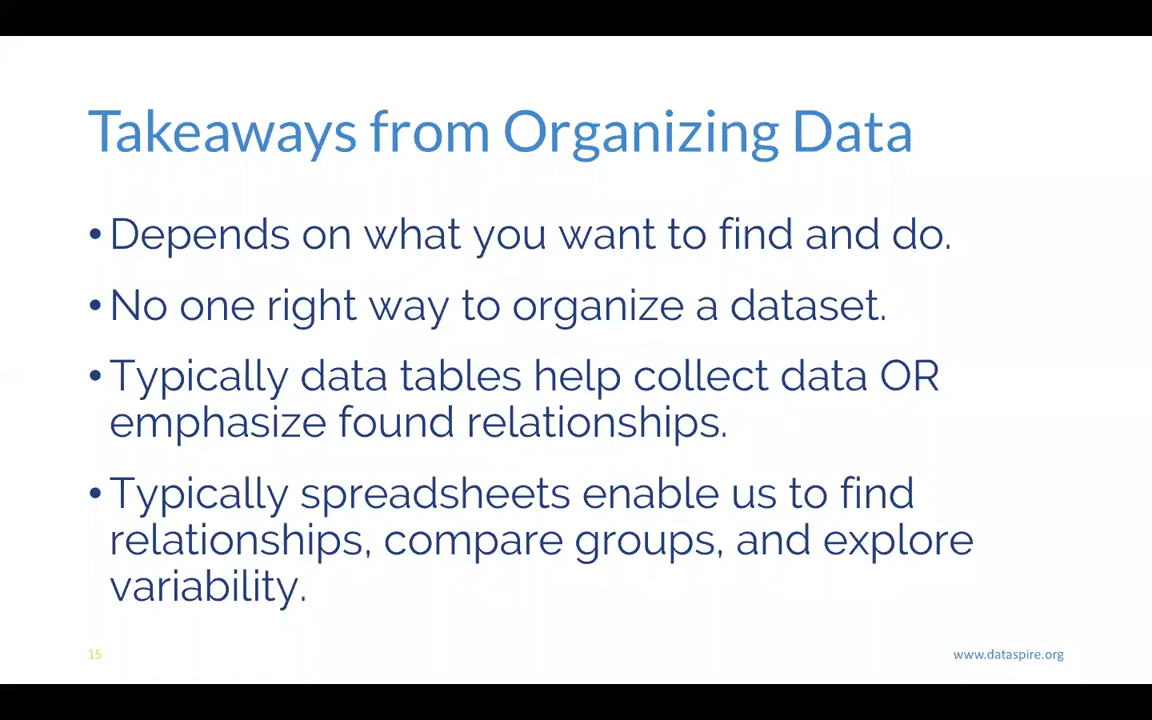 Takeaways from Organizing Data
• Depends on what you want to find and do.
• No one right way to organize a dataset.
• Typically data tables help collect data OR
emphasize found relationships.
• Typically spreadsheets enable us to find
relationships, compare groups, and explore
variability.
15
www.dataspire.org